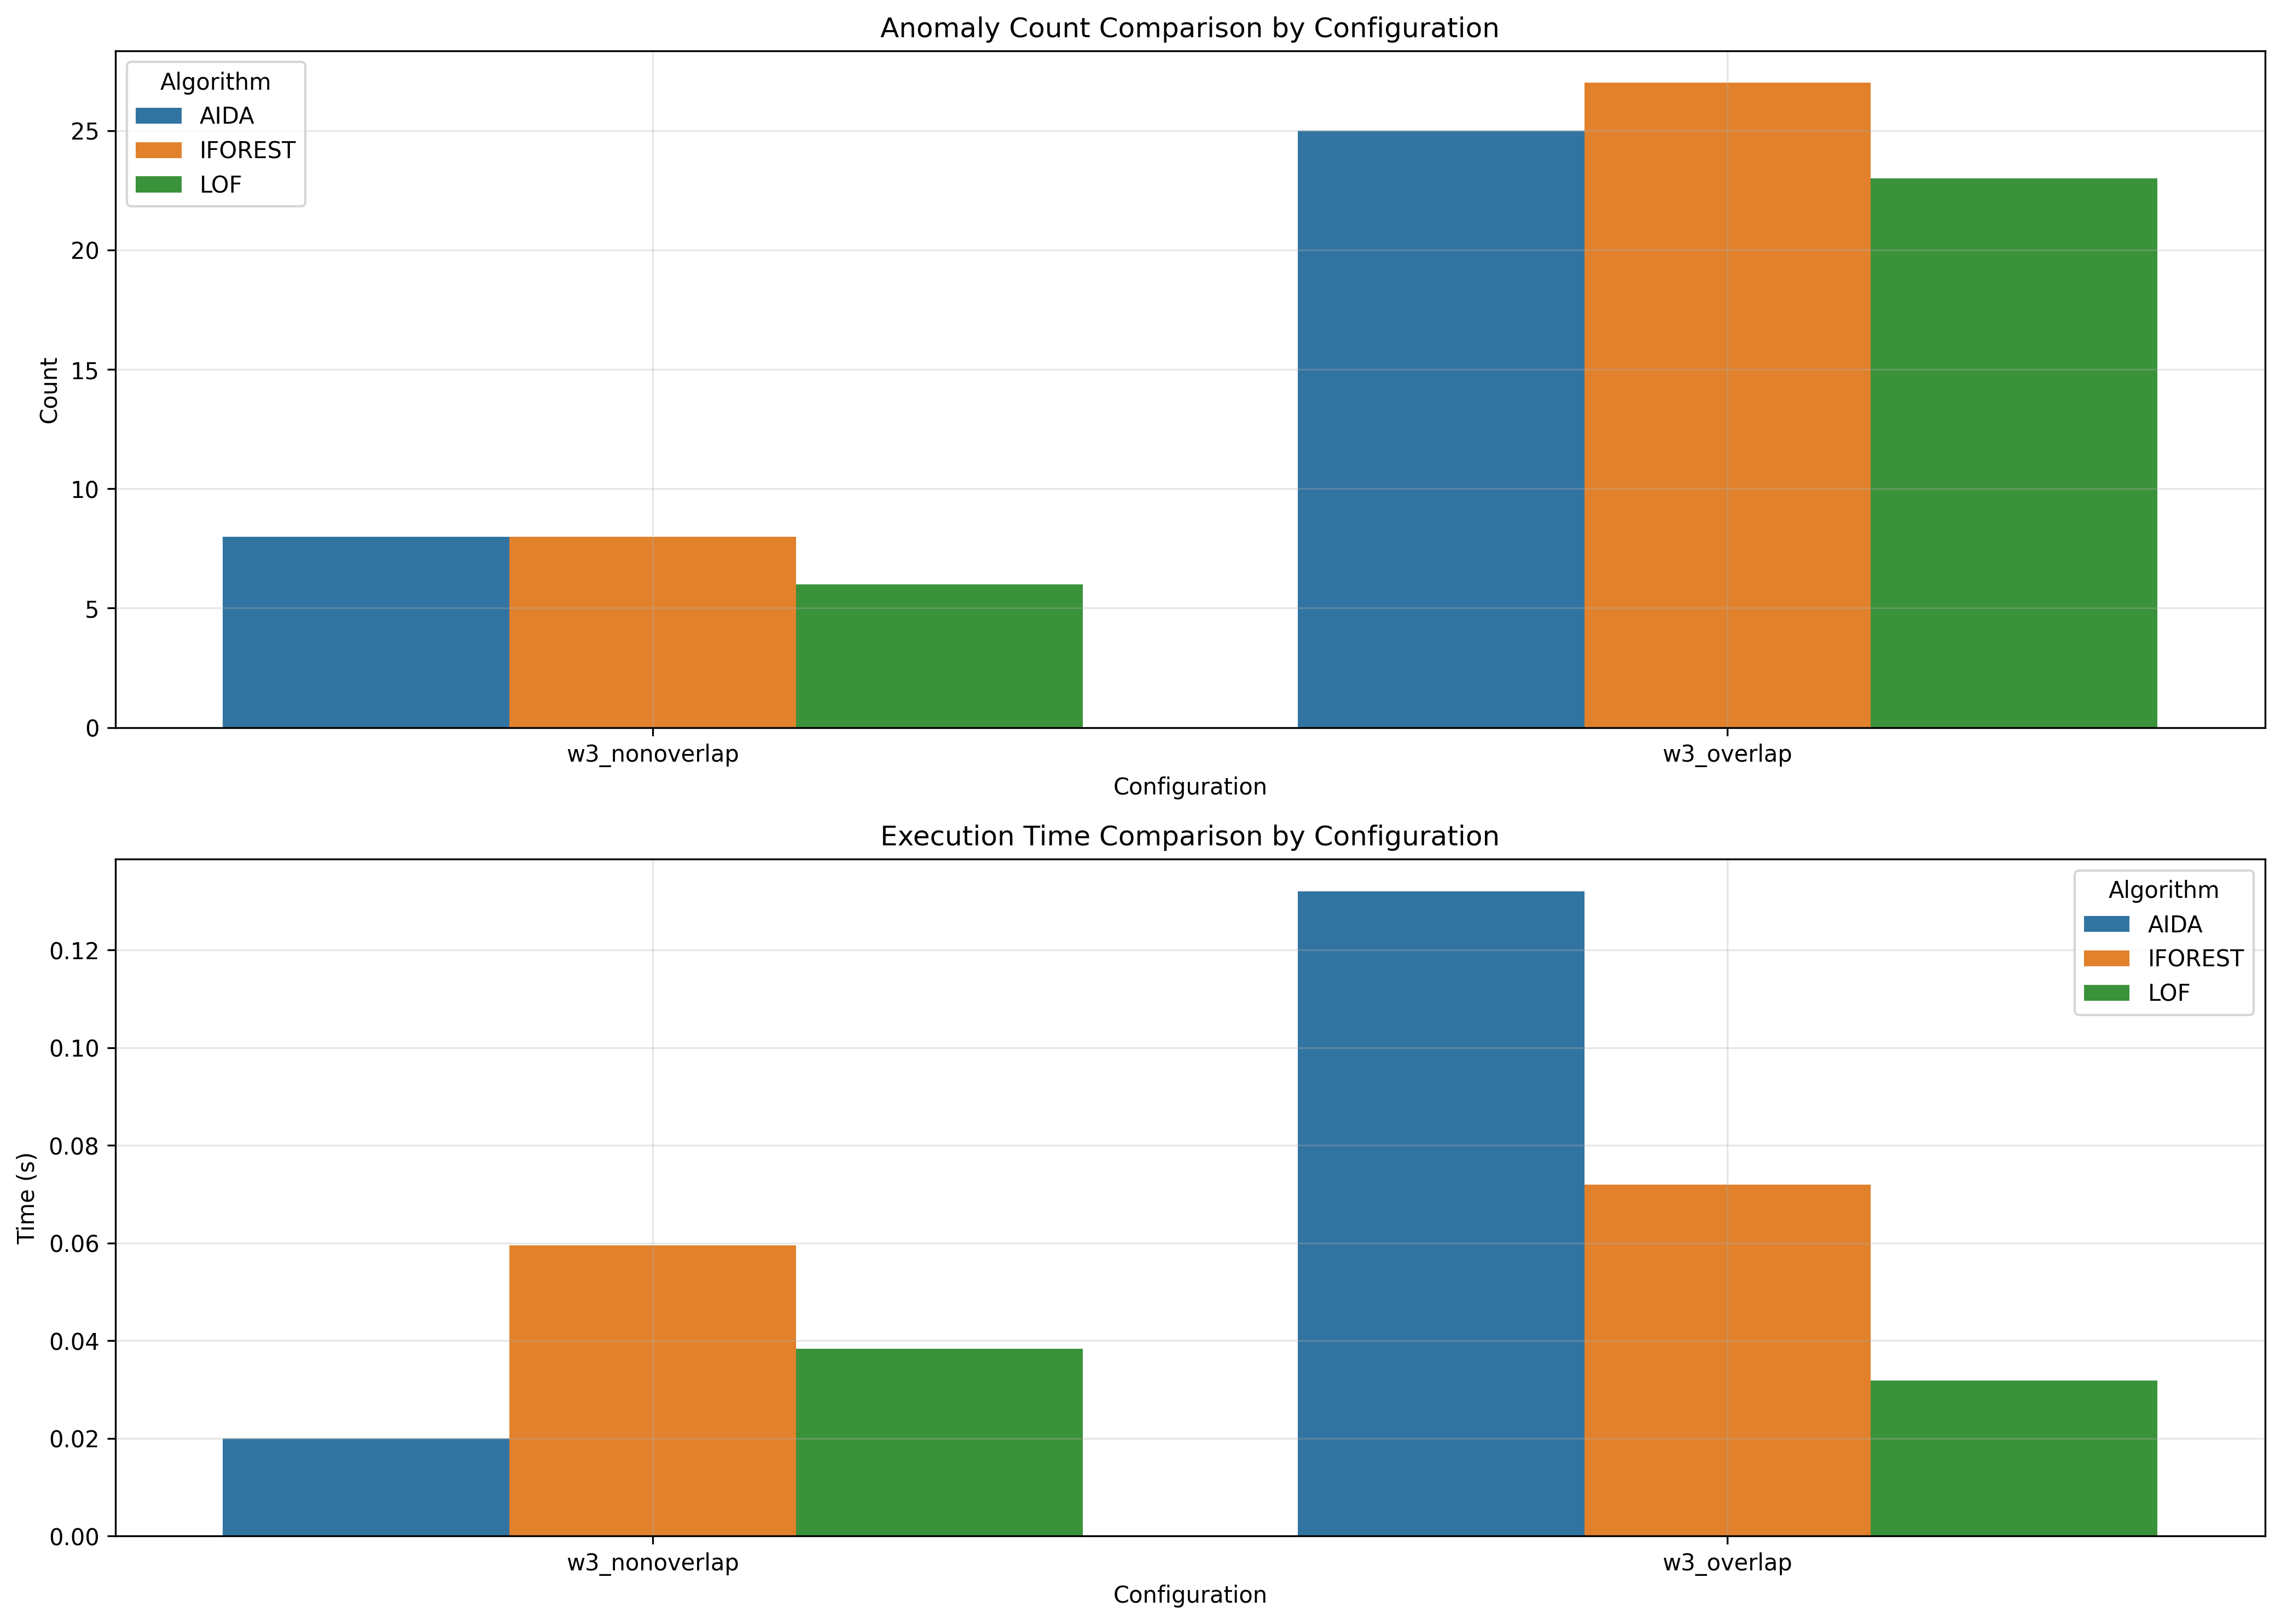 Anomaly Count Comparison by Configuration
Algorithm
AIDA
IFOREST
LOF
25
20
15
10
5
0
Count
w3_nonoverlap
w3_overlap
Configuration
Execution Time Comparison by Configuration
Algorithm
AIDA
IFOREST
LOF
0.12
0.10
0.08
0.06
0.04
0.02
0.00
Time (s)
w3_nonoverlap
w3_overlap
Configuration